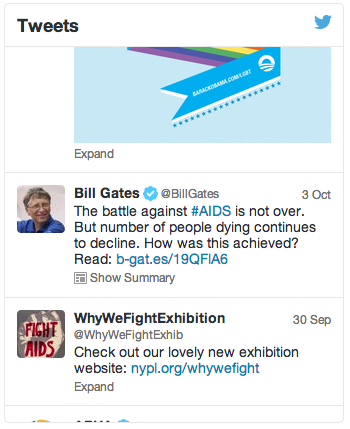 Tweets
BARACKOBAMA.COM/LGBT
Expand
Bill Gates @BillGates 3 Oct
The battle against #AIDS is not over.
But number of people dying continues
to decline. How was this achieved?
Read: b-gat.es/19QFlA6
Show Summary
FIGHT
AIDS
WhyWeFightExhibition 30 Sep
@WhyWeFightExhib
Check out our lovely new exhibition
website: nypl.org/whywefight
Expand